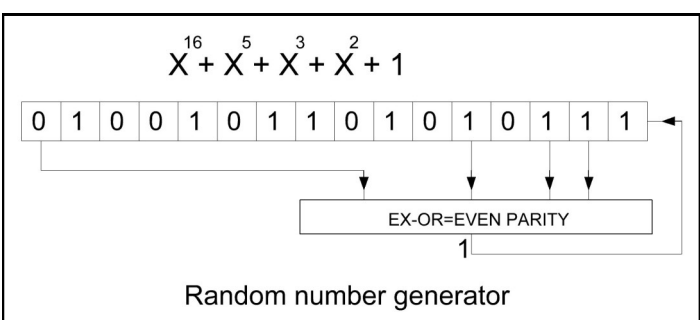 X¹⁶ + X⁵ + X³ + X² + 1
0 1 0 0 1 0 1 1 0 1 0 1 0 1 1 1
EX-OR=EVEN PARITY
1
Random number generator